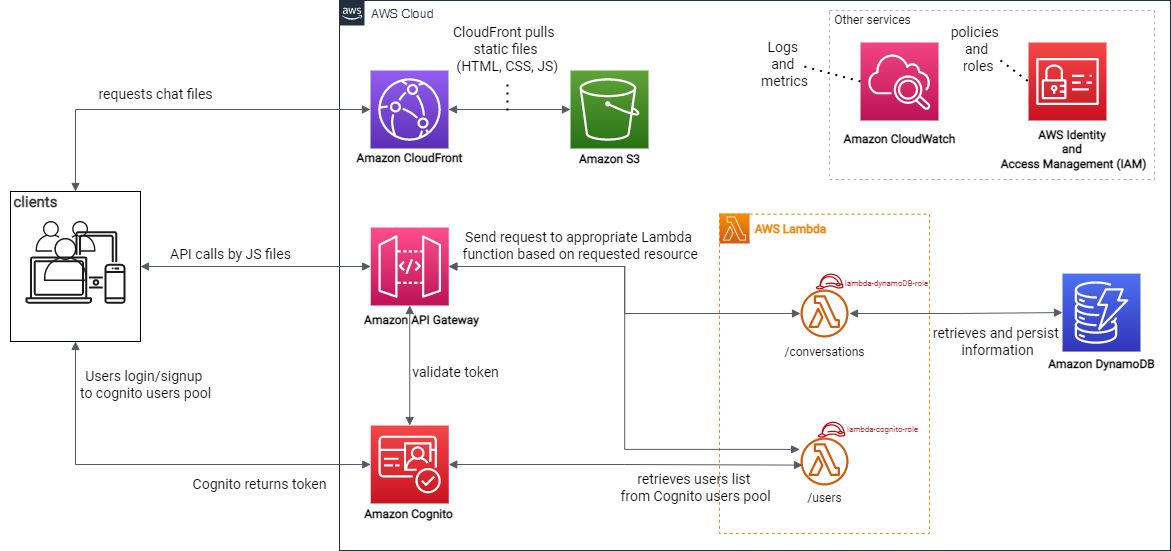 aws
AWS Cloud
CloudFront pulls
static files
(HTML, CSS, JS)
requests chat files
Amazon CloudFront
Amazon S3
Other services
Logs
and
metrics
Amazon CloudWatch
policies
and
roles
AWS Identity
and
Access Management (IAM)
clients
API calls by JS files
Amazon API Gateway
Send request to appropriate Lambda
function based on requested resource
AWS Lambda
lambda-dynamoDB-role
/conversations
retrieves and persist
information
Amazon DynamoDB
Users login/signup
to cognito users pool
validate token
Cognito returns token
Amazon Cognito
retrieves users list
from Cognito users pool
lambda-cognito-role
/users